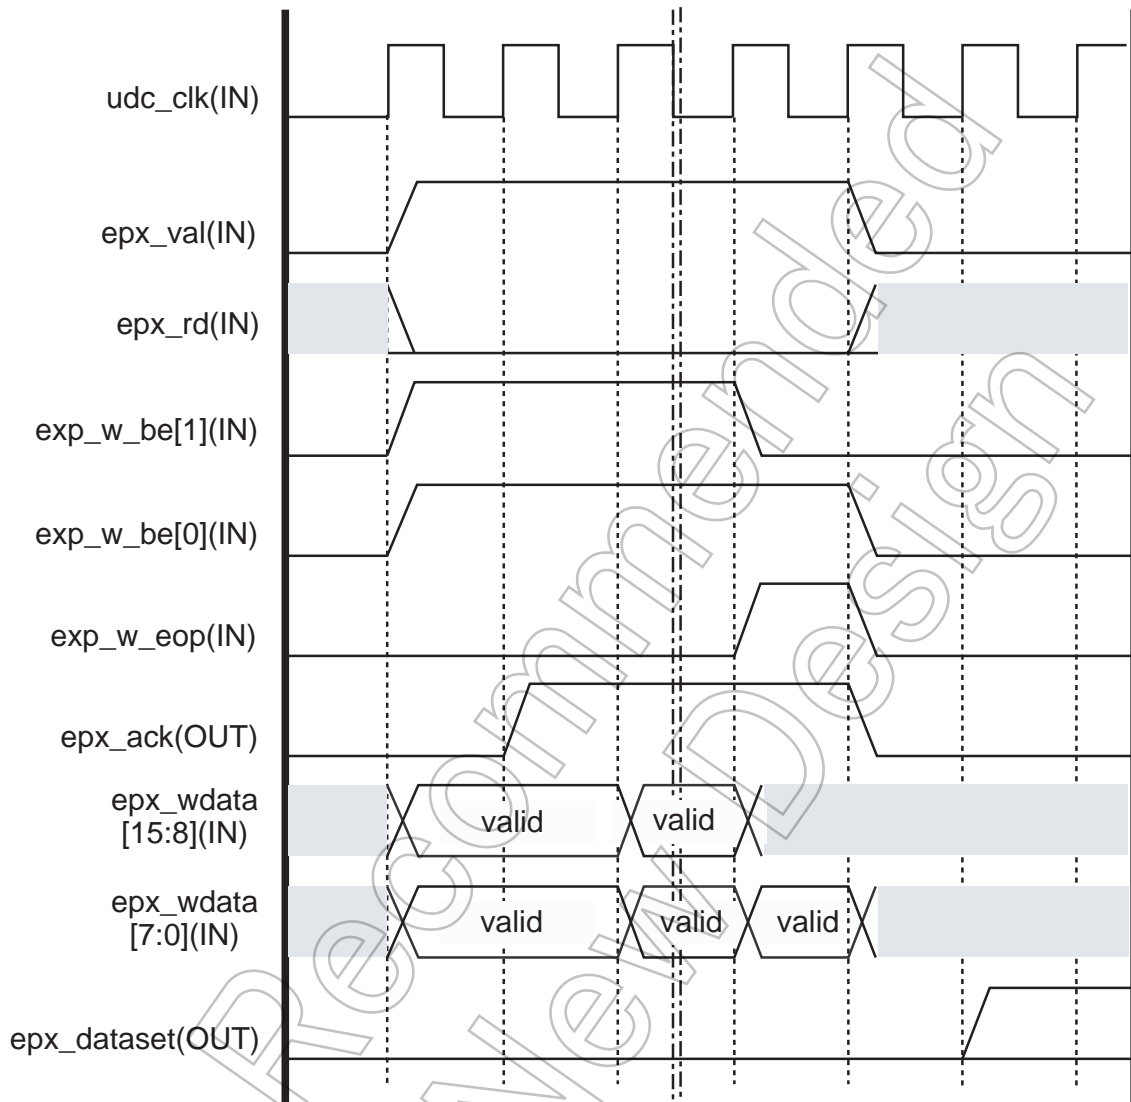 udc_clk(IN)
epx_val(IN)
epx_rd(IN)
exp_w_be[1](IN)
exp_w_be[0](IN)
exp_w_eop(IN)
epx_ack(OUT)
epx_wdata
[15:8](IN)
valid valid
epx_wdata
[7:0](IN)
valid valid valid
epx_dataset(OUT)
Recommended
New Design